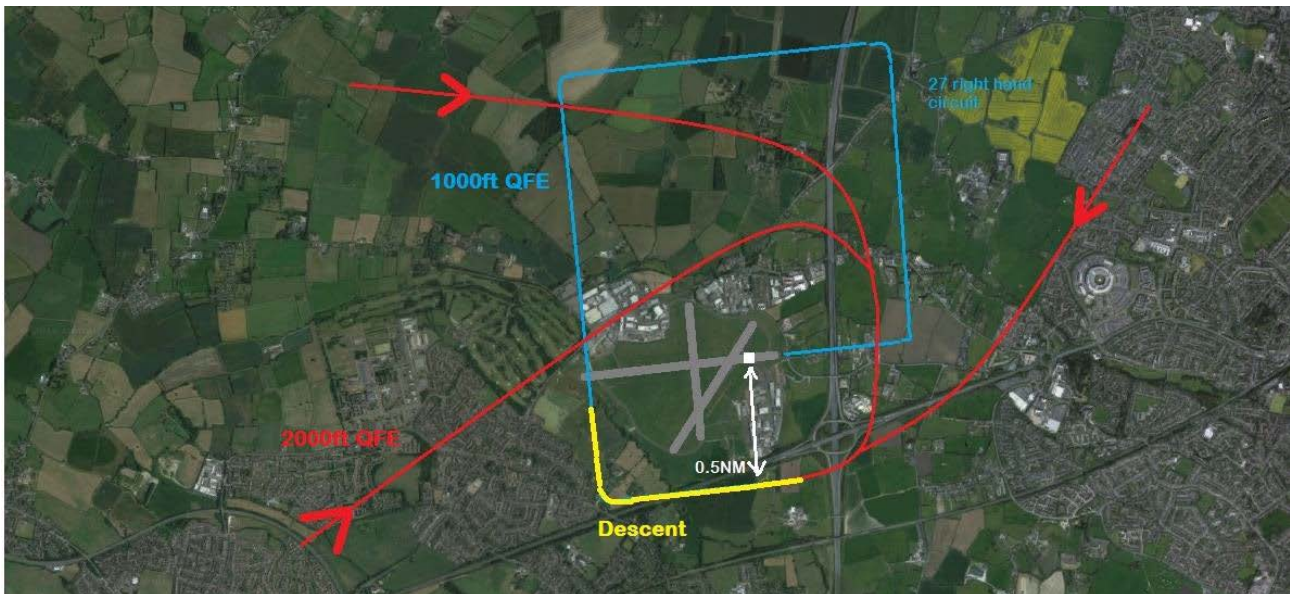 27 right hand
circuit
1000ft QFE
2000ft QFE
0.5NM
Descent